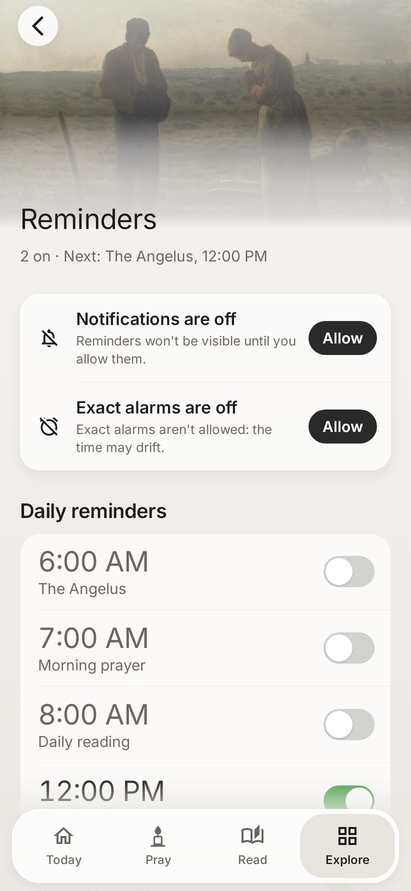 Reminders
2 on · Next: The Angelus, 12:00 PM
Notifications are off
Reminders won't be visible until you
allow them.
Allow
Exact alarms are off
Exact alarms aren't allowed: the
time may drift.
Allow
Daily reminders
6:00 AM
The Angelus
7:00 AM
Morning prayer
8:00 AM
Daily reading
12:00 PM
Today
Pray
Read
Explore